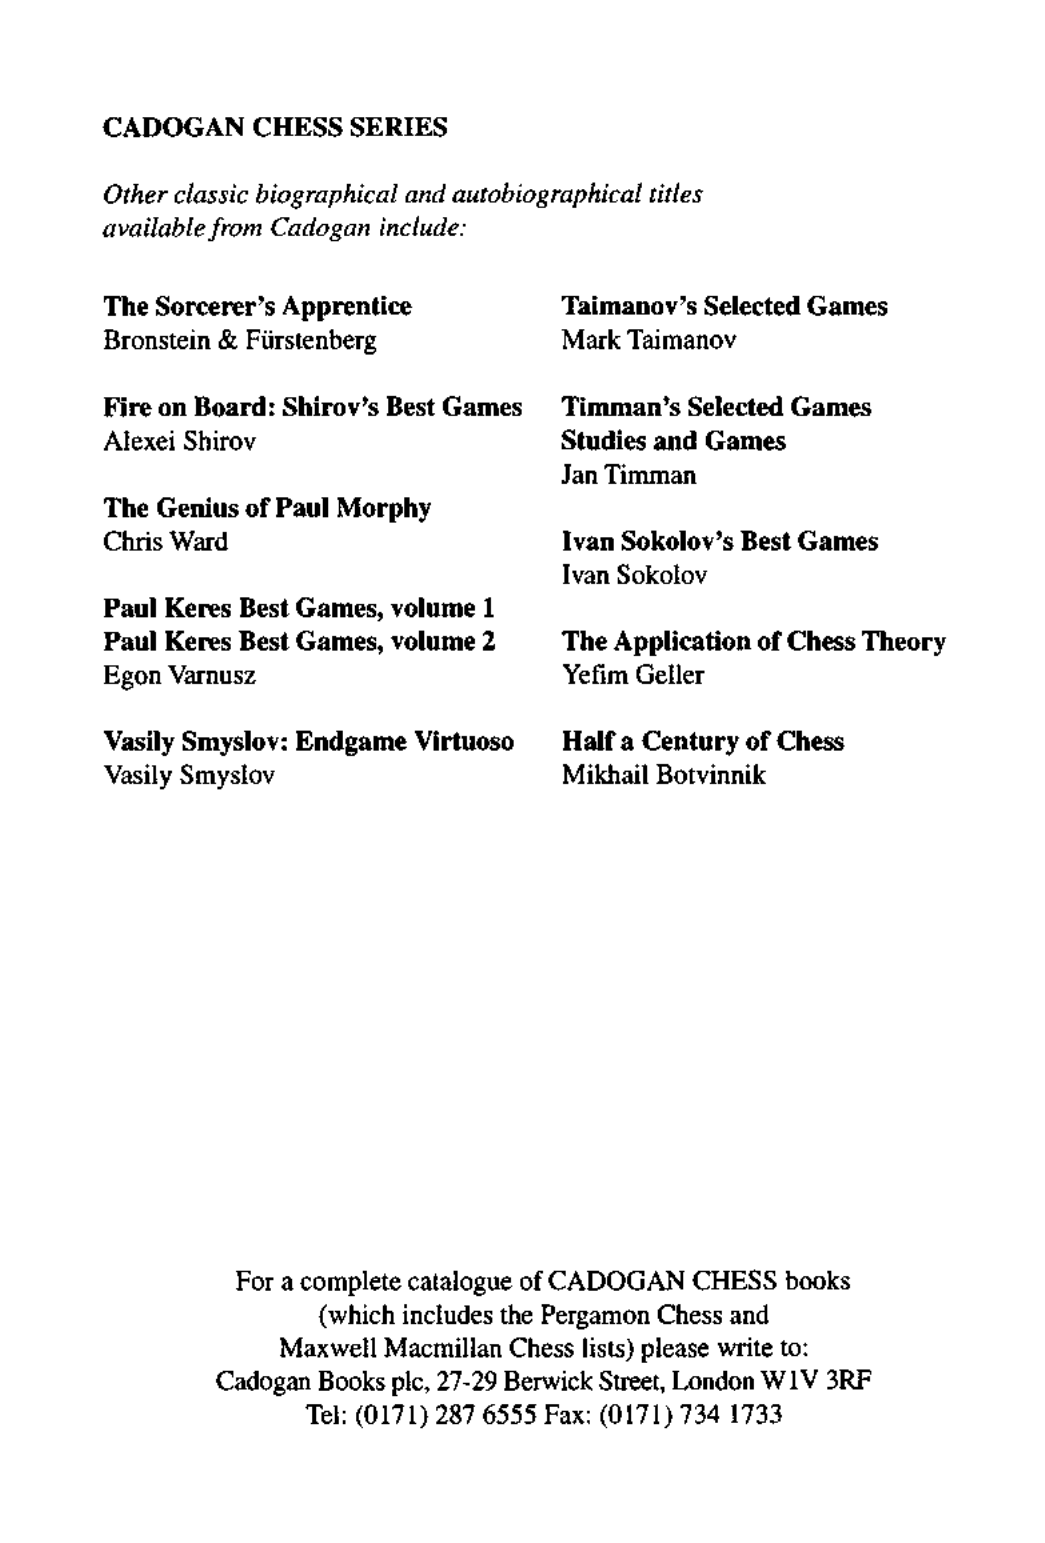 CADOGAN CHESS SERIES
Other classic biographical and autobiographical titles
available from Cadogan include:
The Sorcerer's Apprentice
Bronstein & Fürstenberg
Fire on Board: Shirov's Best Games
Alexei Shirov
The Genius of Paul Morphy
Chris Ward
Paul Keres Best Games, volume 1
Paul Keres Best Games, volume 2
Egon Varnusz
Vasily Smyslov: Endgame Virtuoso
Vasily Smyslov
Taimanov's Selected Games
Mark Taimanov
Timman's Selected Games
Studies and Games
Jan Timman
Ivan Sokolov's Best Games
Ivan Sokolov
The Application of Chess Theory
Yefim Geller
Half a Century of Chess
Mikhail Botvinnik
For a complete catalogue of CADOGAN CHESS books
(which includes the Pergamon Chess and
Maxwell Macmillan Chess lists) please write to:
Cadogan Books plc, 27-29 Berwick Street, London W1V 3RF
Tel: (0171) 287 6555 Fax: (0171) 734 1733